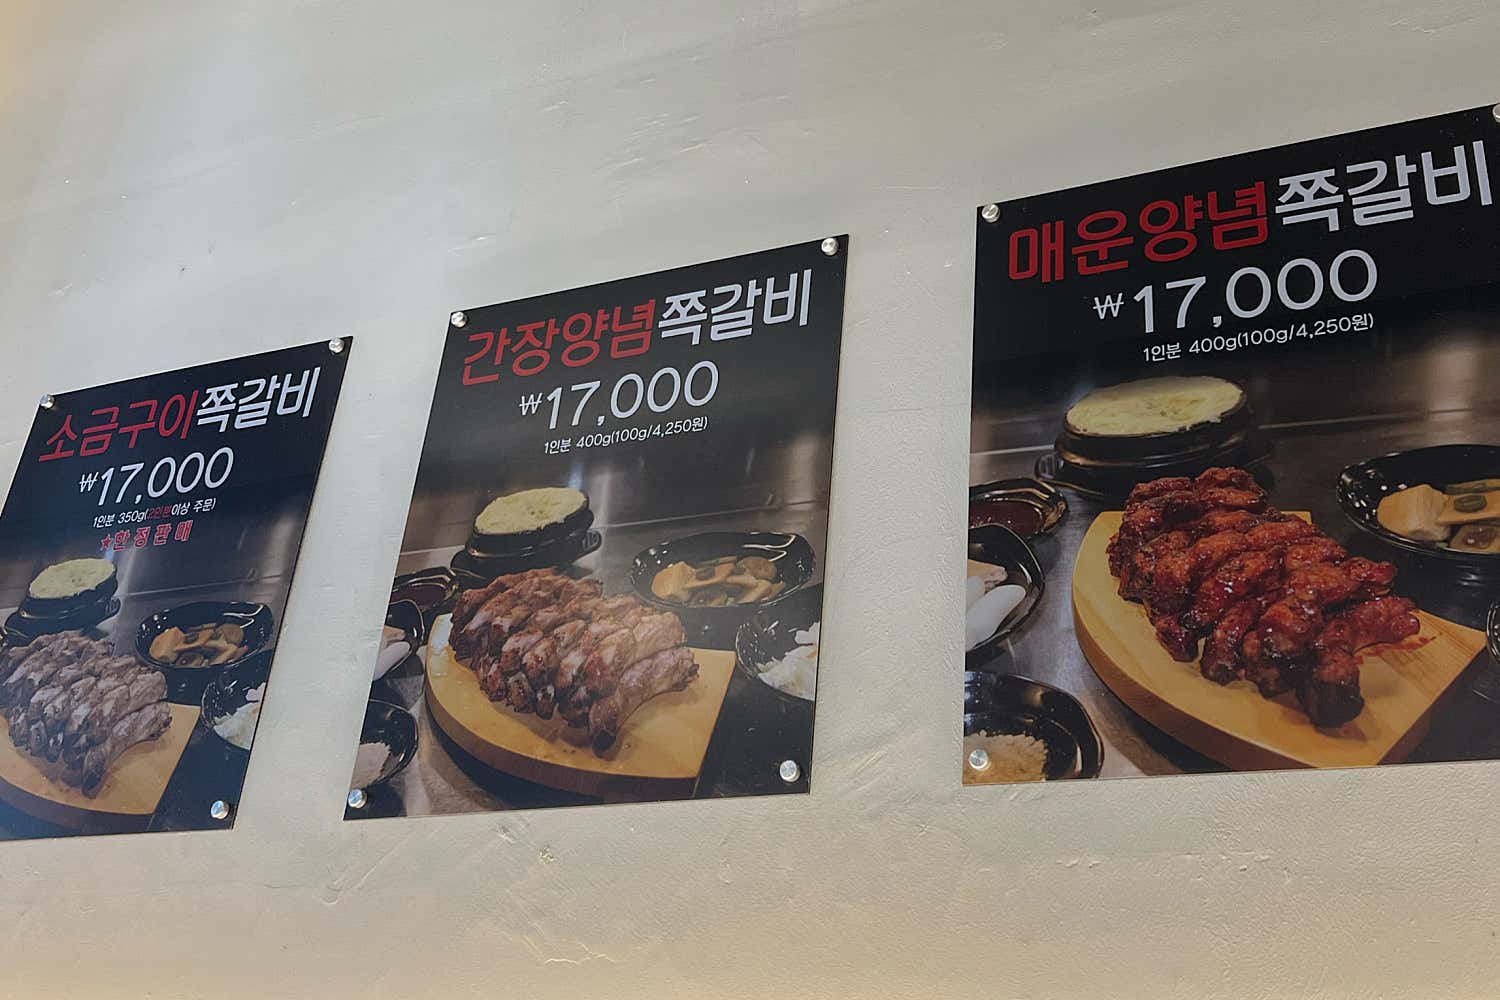 소금구이쪽갈비
₩17,000
1인분 350g(2인분이상 주문)
★한정판매
간장양념쪽갈비
₩17,000
1인분 400g(100g/4,250원)
매운양념쪽갈비
₩17,000
1인분 400g(100g/4,250원)